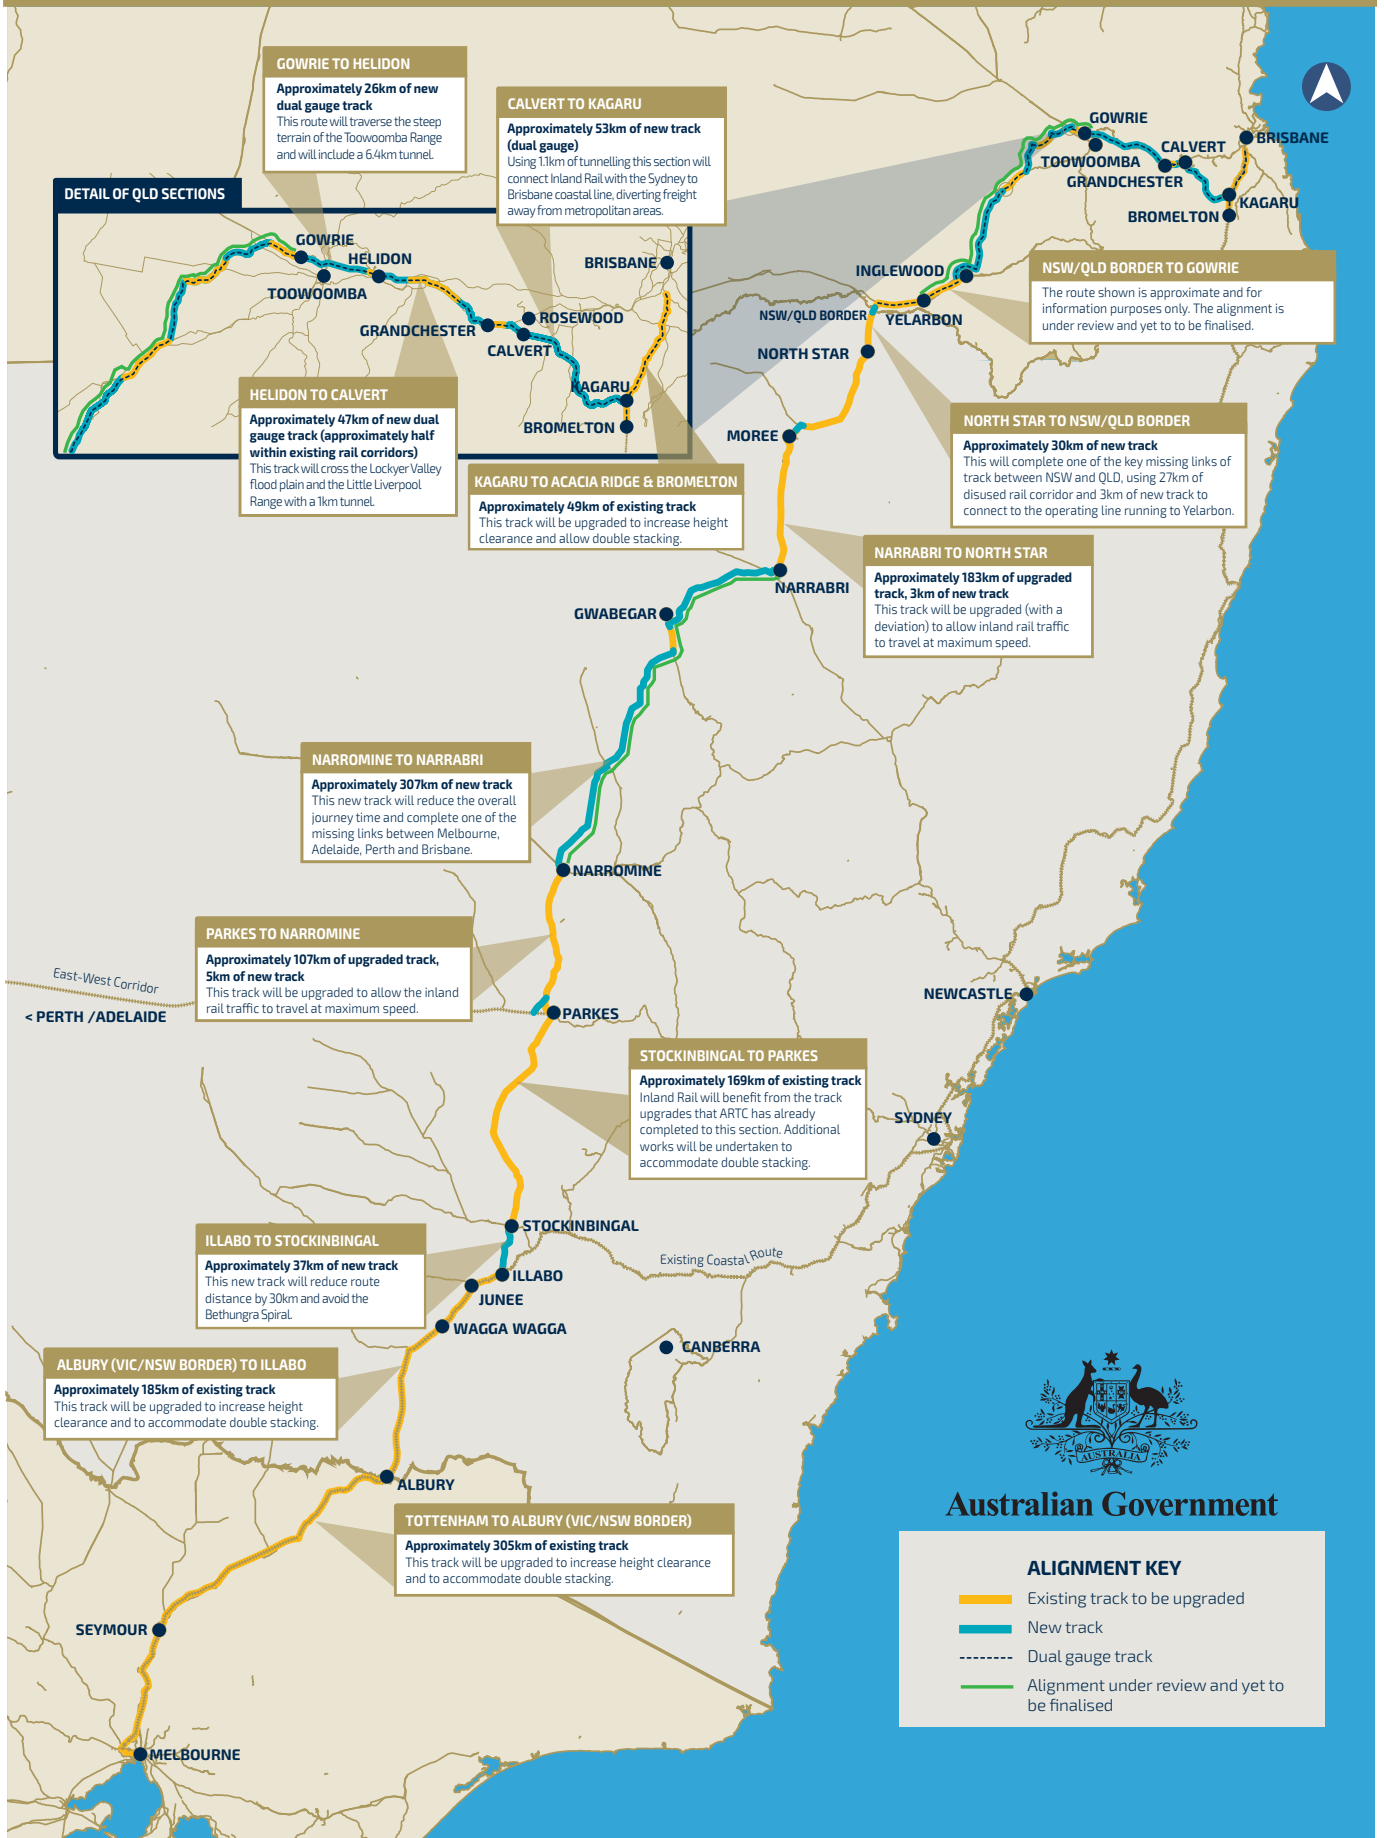 GOWRIE TO HELIDON
Approximately 26km of new
dual gauge track
This route will traverse the steep
terrain of the Toowoomba Range
and will include a 6.4km tunnel.
CALVERT TO KAGARU
Approximately 53km of new track
(dual gauge)
Using 1.1km of tunnelling this section will
connect Inland Rail with the Sydney to
Brisbane coastal line, diverting freight
away from metropolitan areas.
GOWRIE
BRISBANE
CALVERT
TOOWOOMBA
GRANDCHESTER
KAGARU
BROMELTON
DETAIL OF QLD SECTIONS
GOWRIE
HELIDON
BRISBANE
TOOWOOMBA
ROSEWOOD
GRANDCHESTER
CALVERT
KAGARU
BROMELTON
INGLEWOOD
NSW/QLD BORDER TO GOWRIE
The route shown is approximate and for
information purposes only. The alignment is
under review and yet to to be finalised.
NSW/QLD BORDER
YELARBON
NORTH STAR
HELIDON TO CALVERT
Approximately 47km of new dual
gauge track (approximately half
within existing rail corridors)
This track will cross the Lockyer Valley
flood plain and the Little Liverpool
Range with a 1km tunnel.
NORTH STAR TO NSW/QLD BORDER
Approximately 30km of new track
This will complete one of the key missing links of
track between NSW and QLD, using 27km of
disused rail corridor and 3km of new track to
connect to the operating line running to Yelarbon.
MOREE
KAGARU TO ACACIA RIDGE & BROMELTON
Approximately 49km of existing track
This track will be upgraded to increase height
clearance and allow double stacking.
NARRABRI TO NORTH STAR
Approximately 183km of upgraded
track, 3km of new track
This track will be upgraded (with a
deviation) to allow inland rail traffic
to travel at maximum speed.
NARRABRI
GWABEGAR
NARROMINE TO NARRABRI
Approximately 307km of new track
This new track will reduce the overall
journey time and complete one of the
missing links between Melbourne,
Adelaide, Perth and Brisbane.
NARROMINE
PARKES TO NARROMINE
Approximately 107km of upgraded track,
5km of new track
This track will be upgraded to allow the inland
rail traffic to travel at maximum speed.
East-West Corridor
< PERTH /ADELAIDE
PARKES
NEWCASTLE
STOCKINBINGAL TO PARKES
Approximately 169km of existing track
Inland Rail will benefit from the track
upgrades that ARTC has already
completed to this section. Additional
works will be undertaken to
accommodate double stacking.
SYDNEY
STOCKINBINGAL
ILLABO TO STOCKINBINGAL
Approximately 37km of new track
This new track will reduce route
distance by 30km and avoid the
Bethungra Spiral.
Existing Coastal Route
ILLABO
JUNEE
WAGGA WAGGA
CANBERRA
ALBURY (VIC/NSW BORDER) TO ILLABO
Approximately 185km of existing track
This track will be upgraded to increase height
clearance and to accommodate double stacking.
ALBURY
TOTTENHAM TO ALBURY (VIC/NSW BORDER)
Approximately 305km of existing track
This track will be upgraded to increase height clearance
and to accommodate double stacking.
SEYMOUR
MELBOURNE
AUSTRALIA
Australian Government
ALIGNMENT KEY
Existing track to be upgraded
New track
Dual gauge track
Alignment under review and yet to
be finalised